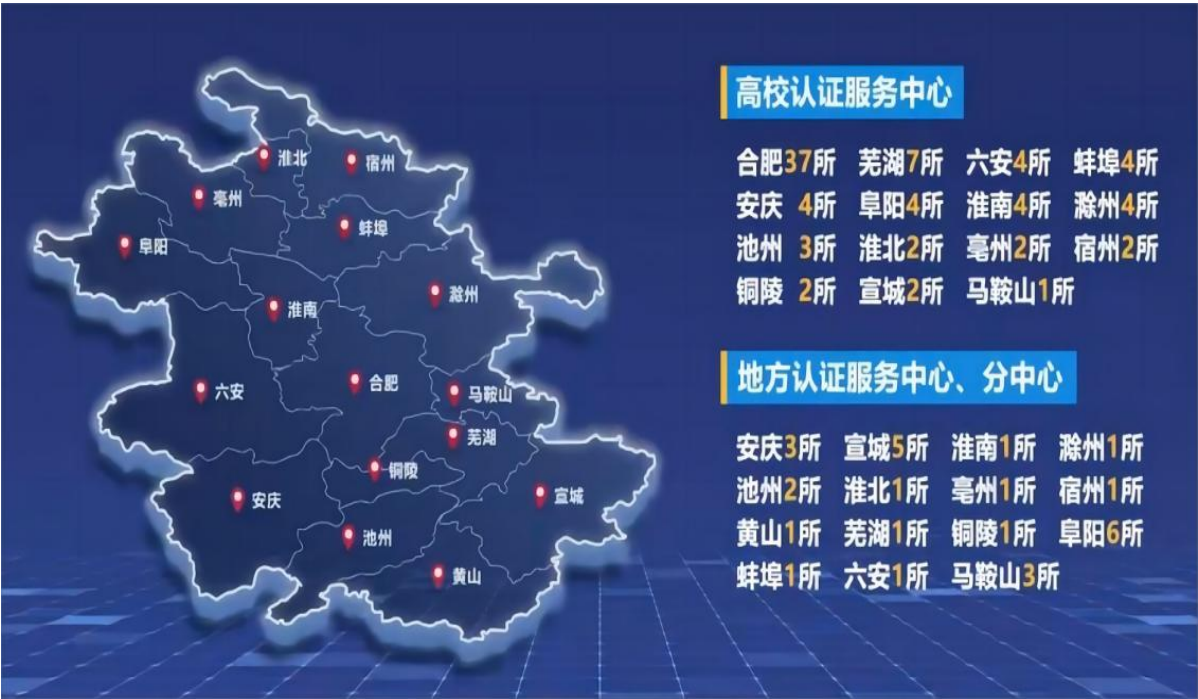 淮北
宿州
亳州
蚌埠
阜阳
滁州
淮南
六安
合肥
马鞍山
芜湖
铜陵
安庆
宣城
池州
黄山
高校认证服务中心
合肥37所 芜湖7所 六安4所 蚌埠4所
安庆 4所 阜阳4所 淮南4所 滁州4所
池州 3所 淮北2所 亳州2所 宿州2所
铜陵 2所 宣城2所 马鞍山1所
地方认证服务中心、分中心
安庆3所 宣城5所 淮南1所 滁州1所
池州2所 淮北1所 亳州1所 宿州1所
黄山1所 芜湖1所 铜陵1所 阜阳6所
蚌埠1所 六安1所 马鞍山3所